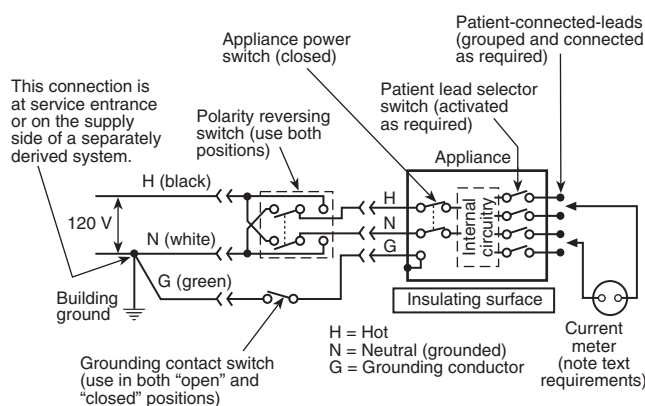 Patient-connected-leads
(grouped and connected
as required)
Appliance power
switch (closed)
This connection is
at service entrance
or on the supply
side of a separately
derived system.
Polarity reversing
switch (use both
positions)
Patient lead selector
switch (activated
as required)
Appliance
H (black)
120 V
N (white)
G (green)
H
N
G
Internal
circuitry
Building
ground
Insulating surface
H = Hot
N = Neutral (grounded)
G = Grounding conductor
Current
meter
(note text
requirements)
Grounding contact switch
(use in both “open” and
“closed” positions)